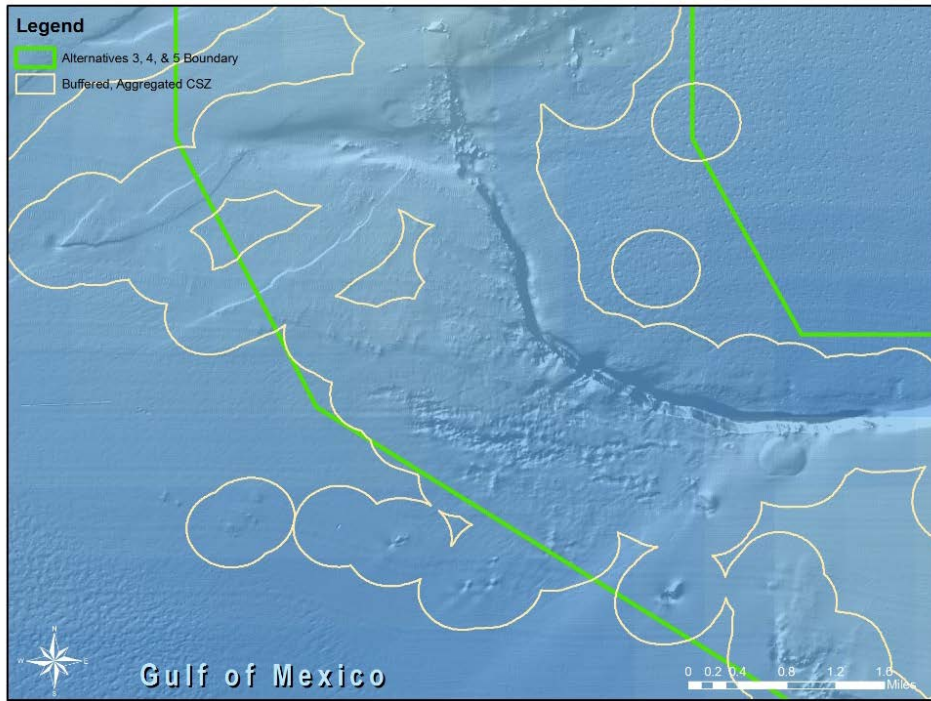 Legend
Alternatives 3, 4, & 5 Boundary
Buffered, Aggregated CSZ
N
W E
S
Gulf of Mexico
0 0.2 0.4 0.8 1.2 1.6
Miles